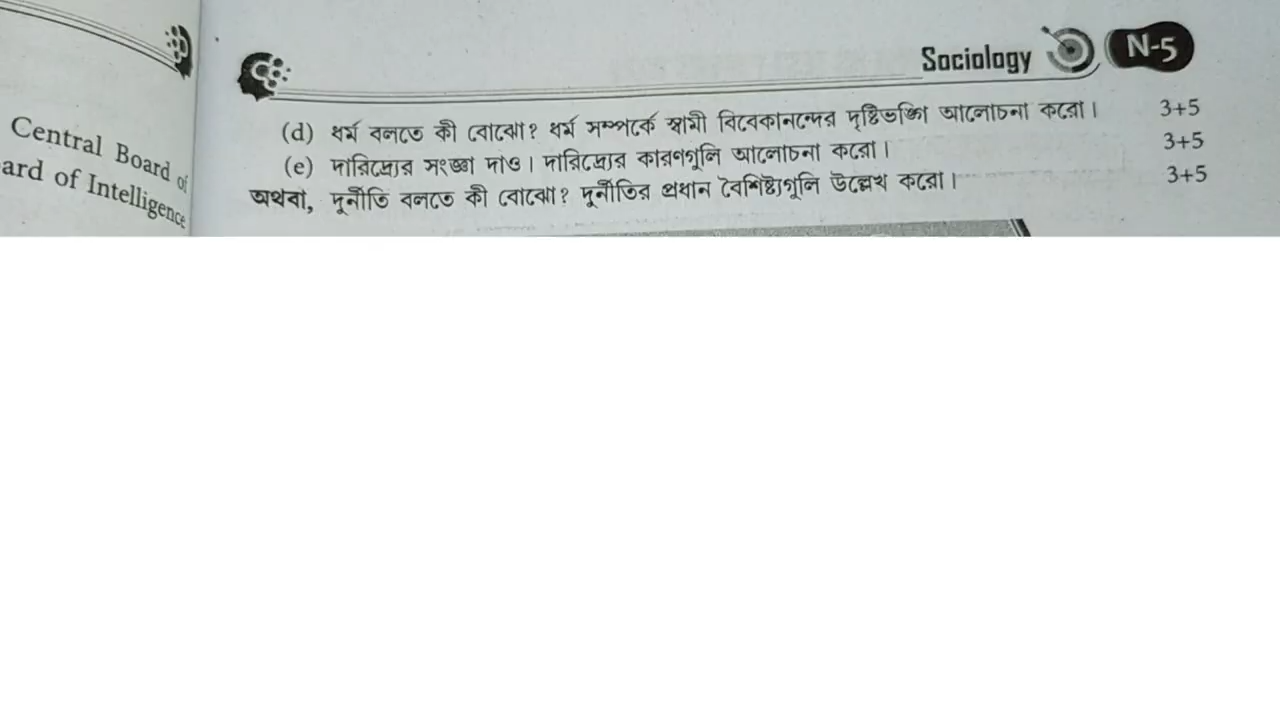 Central Board of
ard of Intelligence
Sociology N-5
(d) ধর্ম বলতে কী বোঝো? ধর্ম সম্পর্কে স্বামী বিবেকানন্দের দৃষ্টিভঙ্গি আলোচনা করো। 3+5
(e) দারিদ্র্যের সংজ্ঞা দাও। দারিদ্র্যের কারণগুলি আলোচনা করো। 3+5
অথবা, দুর্নীতি বলতে কী বোঝো? দুর্নীতির প্রধান বৈশিষ্ট্যগুলি উল্লেখ করো। 3+5